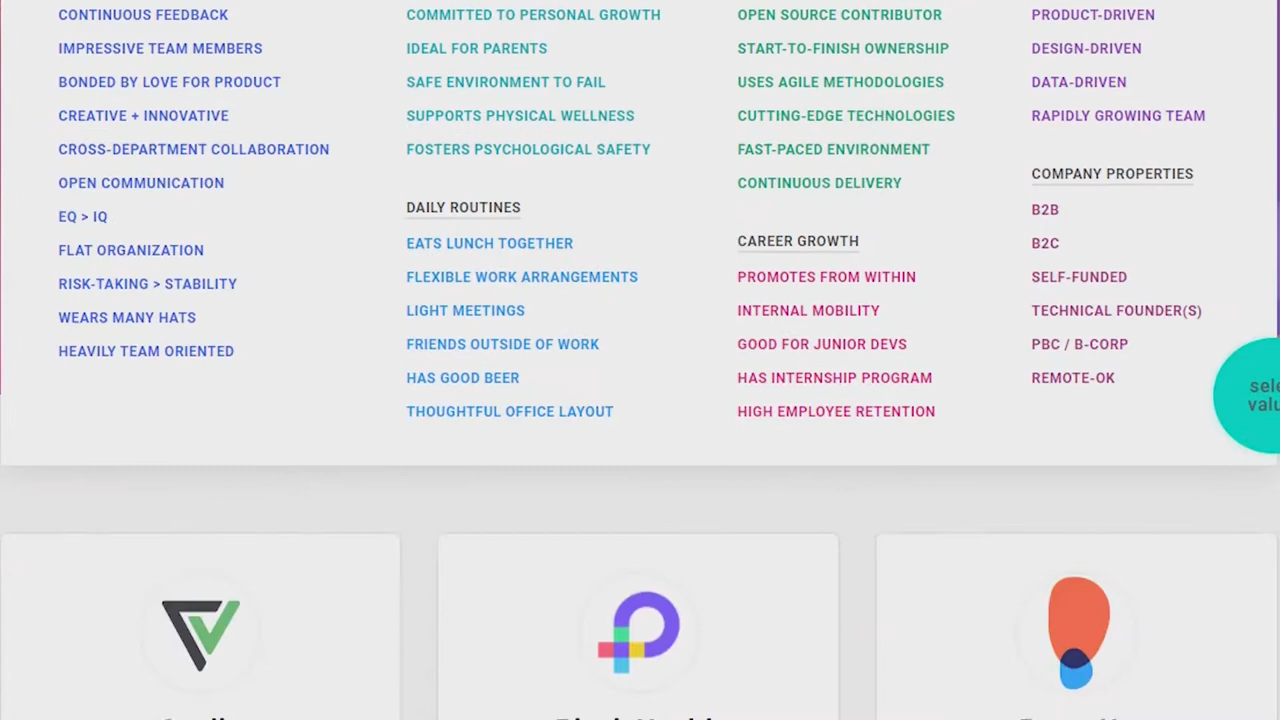 CONTINUOUS FEEDBACK
IMPRESSIVE TEAM MEMBERS
BONDED BY LOVE FOR PRODUCT
CREATIVE + INNOVATIVE
CROSS-DEPARTMENT COLLABORATION
OPEN COMMUNICATION
EQ > IQ
FLAT ORGANIZATION
RISK-TAKING > STABILITY
WEARS MANY HATS
HEAVILY TEAM ORIENTED
COMMITTED TO PERSONAL GROWTH
IDEAL FOR PARENTS
SAFE ENVIRONMENT TO FAIL
SUPPORTS PHYSICAL WELLNESS
FOSTERS PSYCHOLOGICAL SAFETY
DAILY ROUTINES
EATS LUNCH TOGETHER
FLEXIBLE WORK ARRANGEMENTS
LIGHT MEETINGS
FRIENDS OUTSIDE OF WORK
HAS GOOD BEER
THOUGHTFUL OFFICE LAYOUT
OPEN SOURCE CONTRIBUTOR
START-TO-FINISH OWNERSHIP
USES AGILE METHODOLOGIES
CUTTING-EDGE TECHNOLOGIES
FAST-PACED ENVIRONMENT
CONTINUOUS DELIVERY
CAREER GROWTH
PROMOTES FROM WITHIN
INTERNAL MOBILITY
GOOD FOR JUNIOR DEVS
HAS INTERNSHIP PROGRAM
HIGH EMPLOYEE RETENTION
PRODUCT-DRIVEN
DESIGN-DRIVEN
DATA-DRIVEN
RAPIDLY GROWING TEAM
COMPANY PROPERTIES
B2B
B2C
SELF-FUNDED
TECHNICAL FOUNDER(S)
PBC / B-CORP
REMOTE-OK
sele
valu